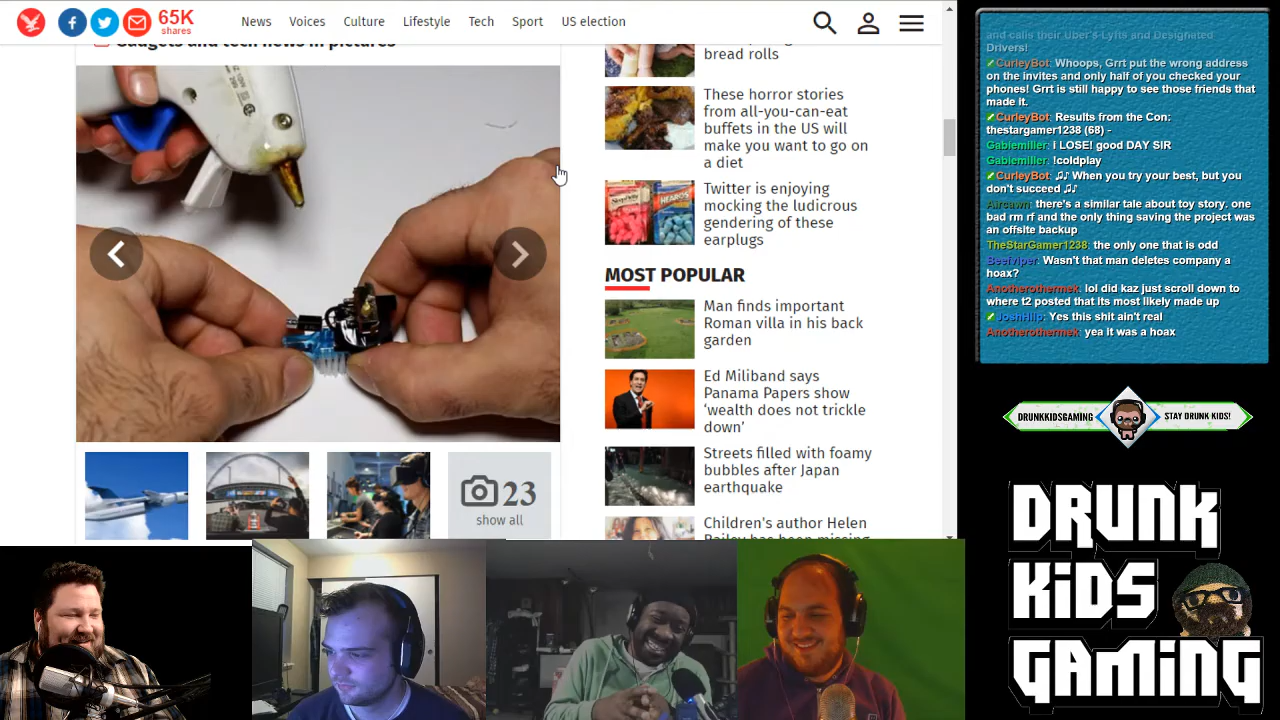 65K
shares
News
Voices
Culture
Lifestyle
Tech
Sport
US election
Gadgets and tech news in pictures
23
show all
bread rolls
These horror stories
from all-you-can-eat
buffets in the US will
make you want to go on
a diet
Twitter is enjoying
mocking the ludicrous
gendering of these
earplugs
MOST POPULAR
Man finds important
Roman villa in his back
garden
Ed Miliband says
Panama Papers show
‘wealth does not trickle
down’
Streets filled with foamy
bubbles after Japan
earthquake
Children's author Helen
has been missing
and calls their Uber's-Lyfts and Designated
Drivers!
CurleyBot: Whoops, Grrt put the wrong address
on the invites and only half of you checked your
phones! Grrt is still happy to see those friends that
made it.
CurleyBot: Results from the Con:
thestargamer1238 (68) -
Gabiemiller: I LOSE! good DAY SIR
Gabiemiller: !coldplay
CurleyBot: ♫♪ When you try your best, but you
don't succeed ♫♪
Aircawn: there's a similar tale about toy story. one
bad rm rf and the only thing saving the project was
an offsite backup
TheStarGamer1238: the only one that is odd
BeefViper: Wasn't that man deletes company a
hoax?
Anotherothermek: lol did kaz just scroll down to
where t2 posted that its most likely made up
JoshHilp: Yes this shit ain't real
Anotherothermek: yea it was a hoax
DRUNKKIDSGAMING
STAY DRUNK KIDS!
DRUNK
KIDS
GAMING